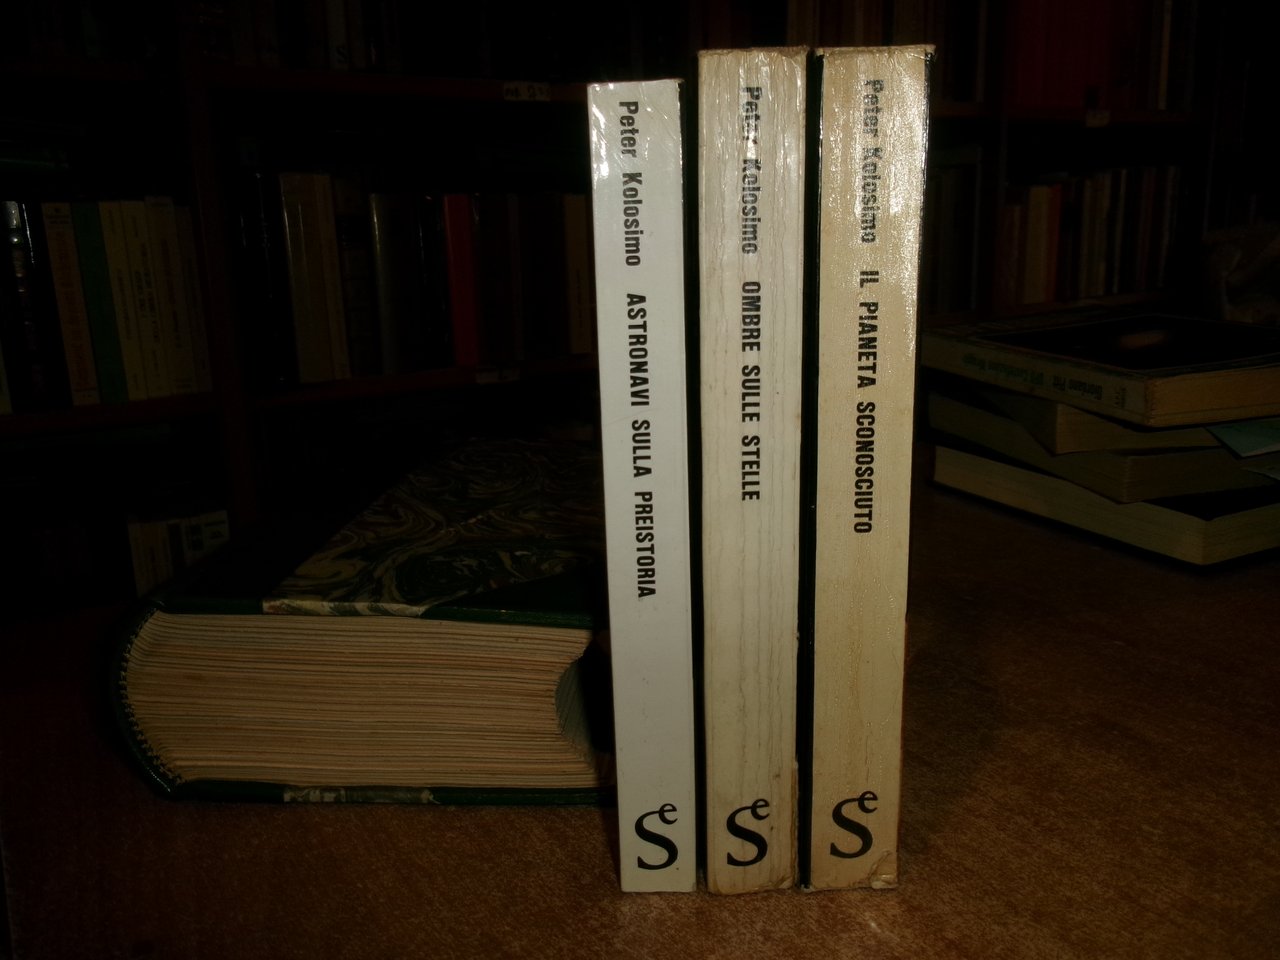 Peter Kolosimo ASTRONAVI SULLA PREISTORIA
Se
Peter Kolosimo OMBRE SULLE STELLE
Se
Peter Kolosimo IL PIANETA SCONOSCIUTO
Se